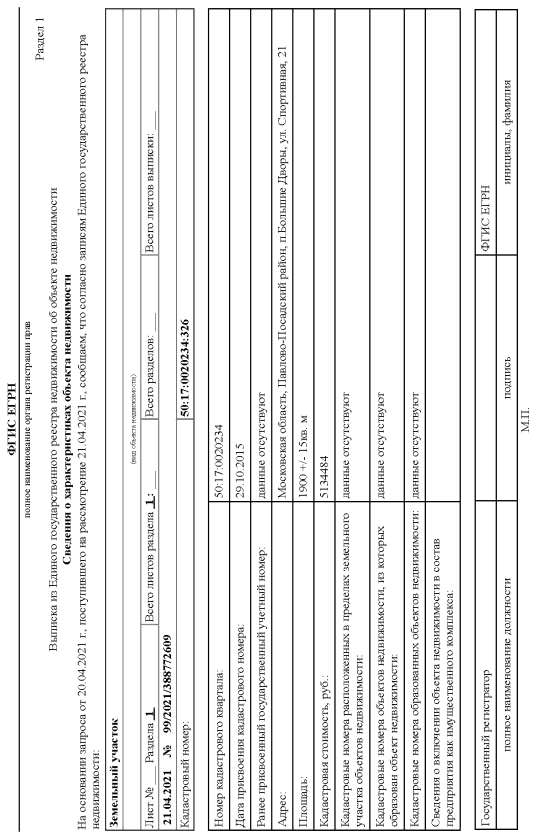 ФГИС ЕГРН
полное наименование органа регистрации прав
Раздел 1
Выписка из Единого государственного реестра недвижимости об объекте недвижимости
Сведения о характеристиках объекта недвижимости
На основании запроса от 20.04.2021 г., поступившего на рассмотрение 21.04.2021 г., сообщаем, что согласно записям Единого государственного реестра
недвижимости:
Земельный участок
(вид объекта недвижимости)
Лист № Раздела 1 Всего листов раздела 1 : Всего разделов: ___ Всего листов выписки: ___
21.04.2021 № 99/2021/388772609
Кадастровый номер: 50:17:0020234:326
Номер кадастрового квартала: 50:17:0020234
Дата присвоения кадастрового номера: 29.10.2015
Ранее присвоенный государственный учетный номер: данные отсутствуют
Адрес: Московская область, Павлово-Посадский район, п.Большие Дворы, ул. Спортивная, 21
Площадь: 1900 +/- 15кв. м
Кадастровая стоимость, руб.: 5134484
Кадастровые номера расположенных в пределах земельного
участка объектов недвижимости: данные отсутствуют
Кадастровые номера объектов недвижимости, из которых
образован объект недвижимости: данные отсутствуют
Кадастровые номера образованных объектов недвижимости: данные отсутствуют
Сведения о включении объекта недвижимости в состав
предприятия как имущественного комплекса:
Государственный регистратор ФГИС ЕГРН
полное наименование должности подпись инициалы, фамилия
М.П.